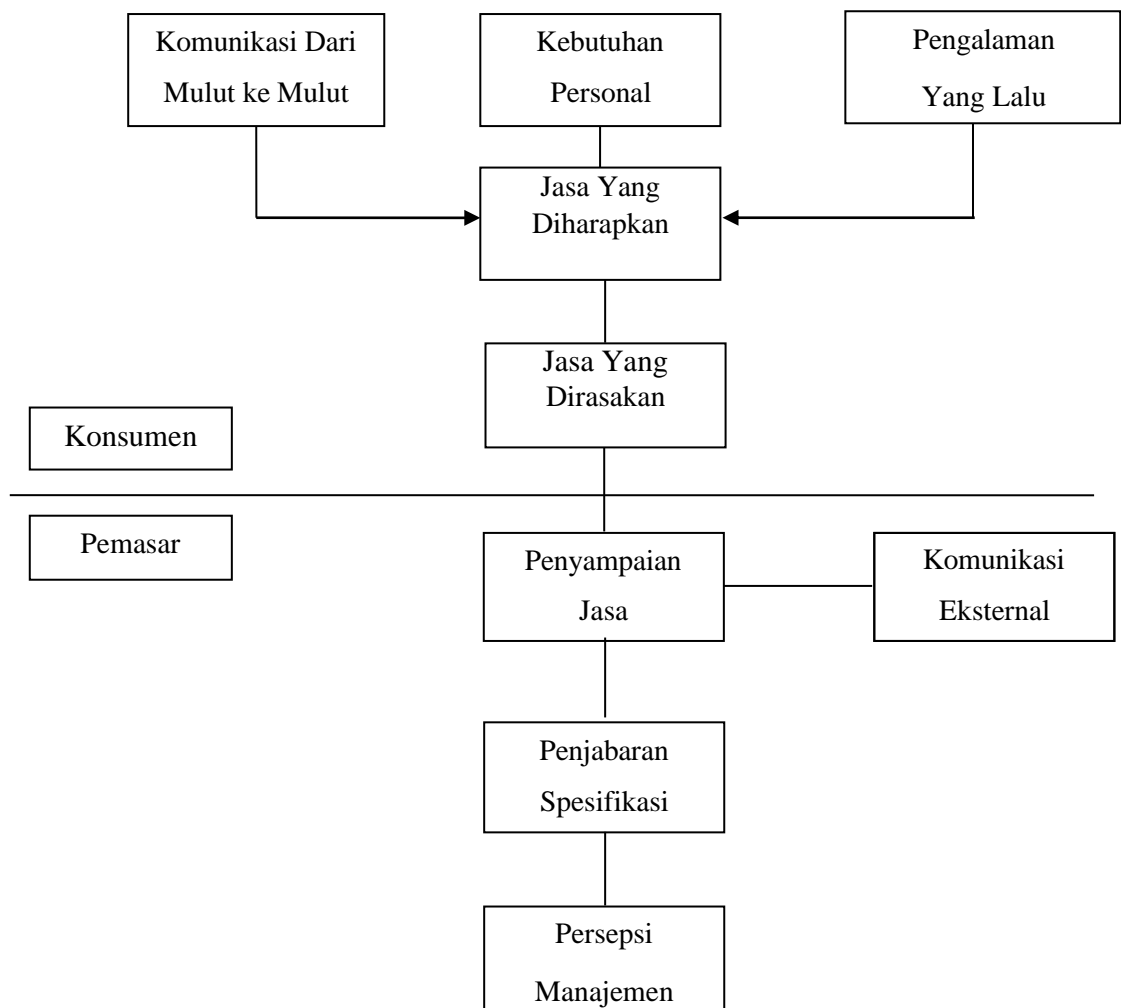 Komunikasi Dari
Mulut ke Mulut
Kebutuhan
Personal
Pengalaman
Yang Lalu
Jasa Yang
Diharapkan
Jasa Yang
Dirasakan
Konsumen
Pemasar
Penyampaian
Jasa
Komunikasi
Eksternal
Penjabaran
Spesifikasi
Persepsi
Manajemen